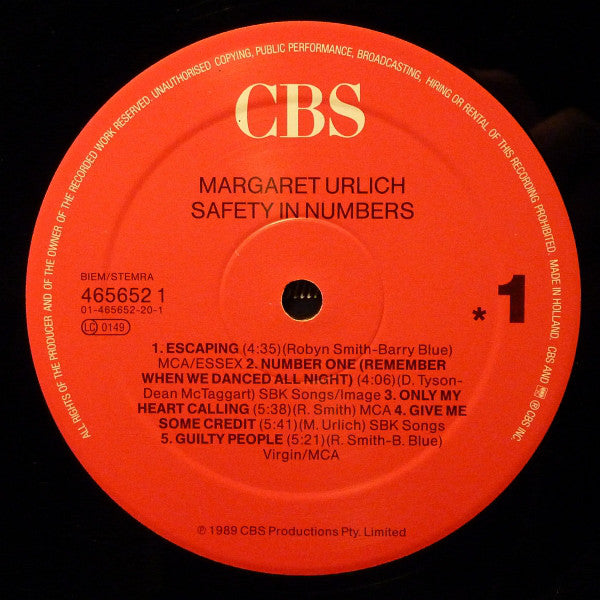 ALL RIGHTS OF THE PRODUCER AND OF THE OWNER OF THE RECORDED WORK RESERVED. UNAUTHORISED COPYING, PUBLIC PERFORMANCE, BROADCASTING, HIRING OR RENTAL OF THIS RECORDING PROHIBITED. MADE IN HOLLAND. CBS AND ® CBS INC.
CBS
MARGARET URLICH
SAFETY IN NUMBERS
BIEM/STEMRA
465652 1
01-465652-20-1
LC 0149
* 1
1. ESCAPING (4:35)(Robyn Smith-Barry Blue)
MCA/ESSEX 2. NUMBER ONE (REMEMBER
WHEN WE DANCED ALL NIGHT) (4:06)(D. Tyson-
Dean McTaggart) SBK Songs/Image 3. ONLY MY
HEART CALLING (5:38)(R. Smith) MCA 4. GIVE ME
SOME CREDIT (5:41)(M. Urlich) SBK Songs
5. GUILTY PEOPLE (5:21)(R. Smith-B. Blue)
Virgin/MCA
℗ 1989 CBS Productions Pty. Limited